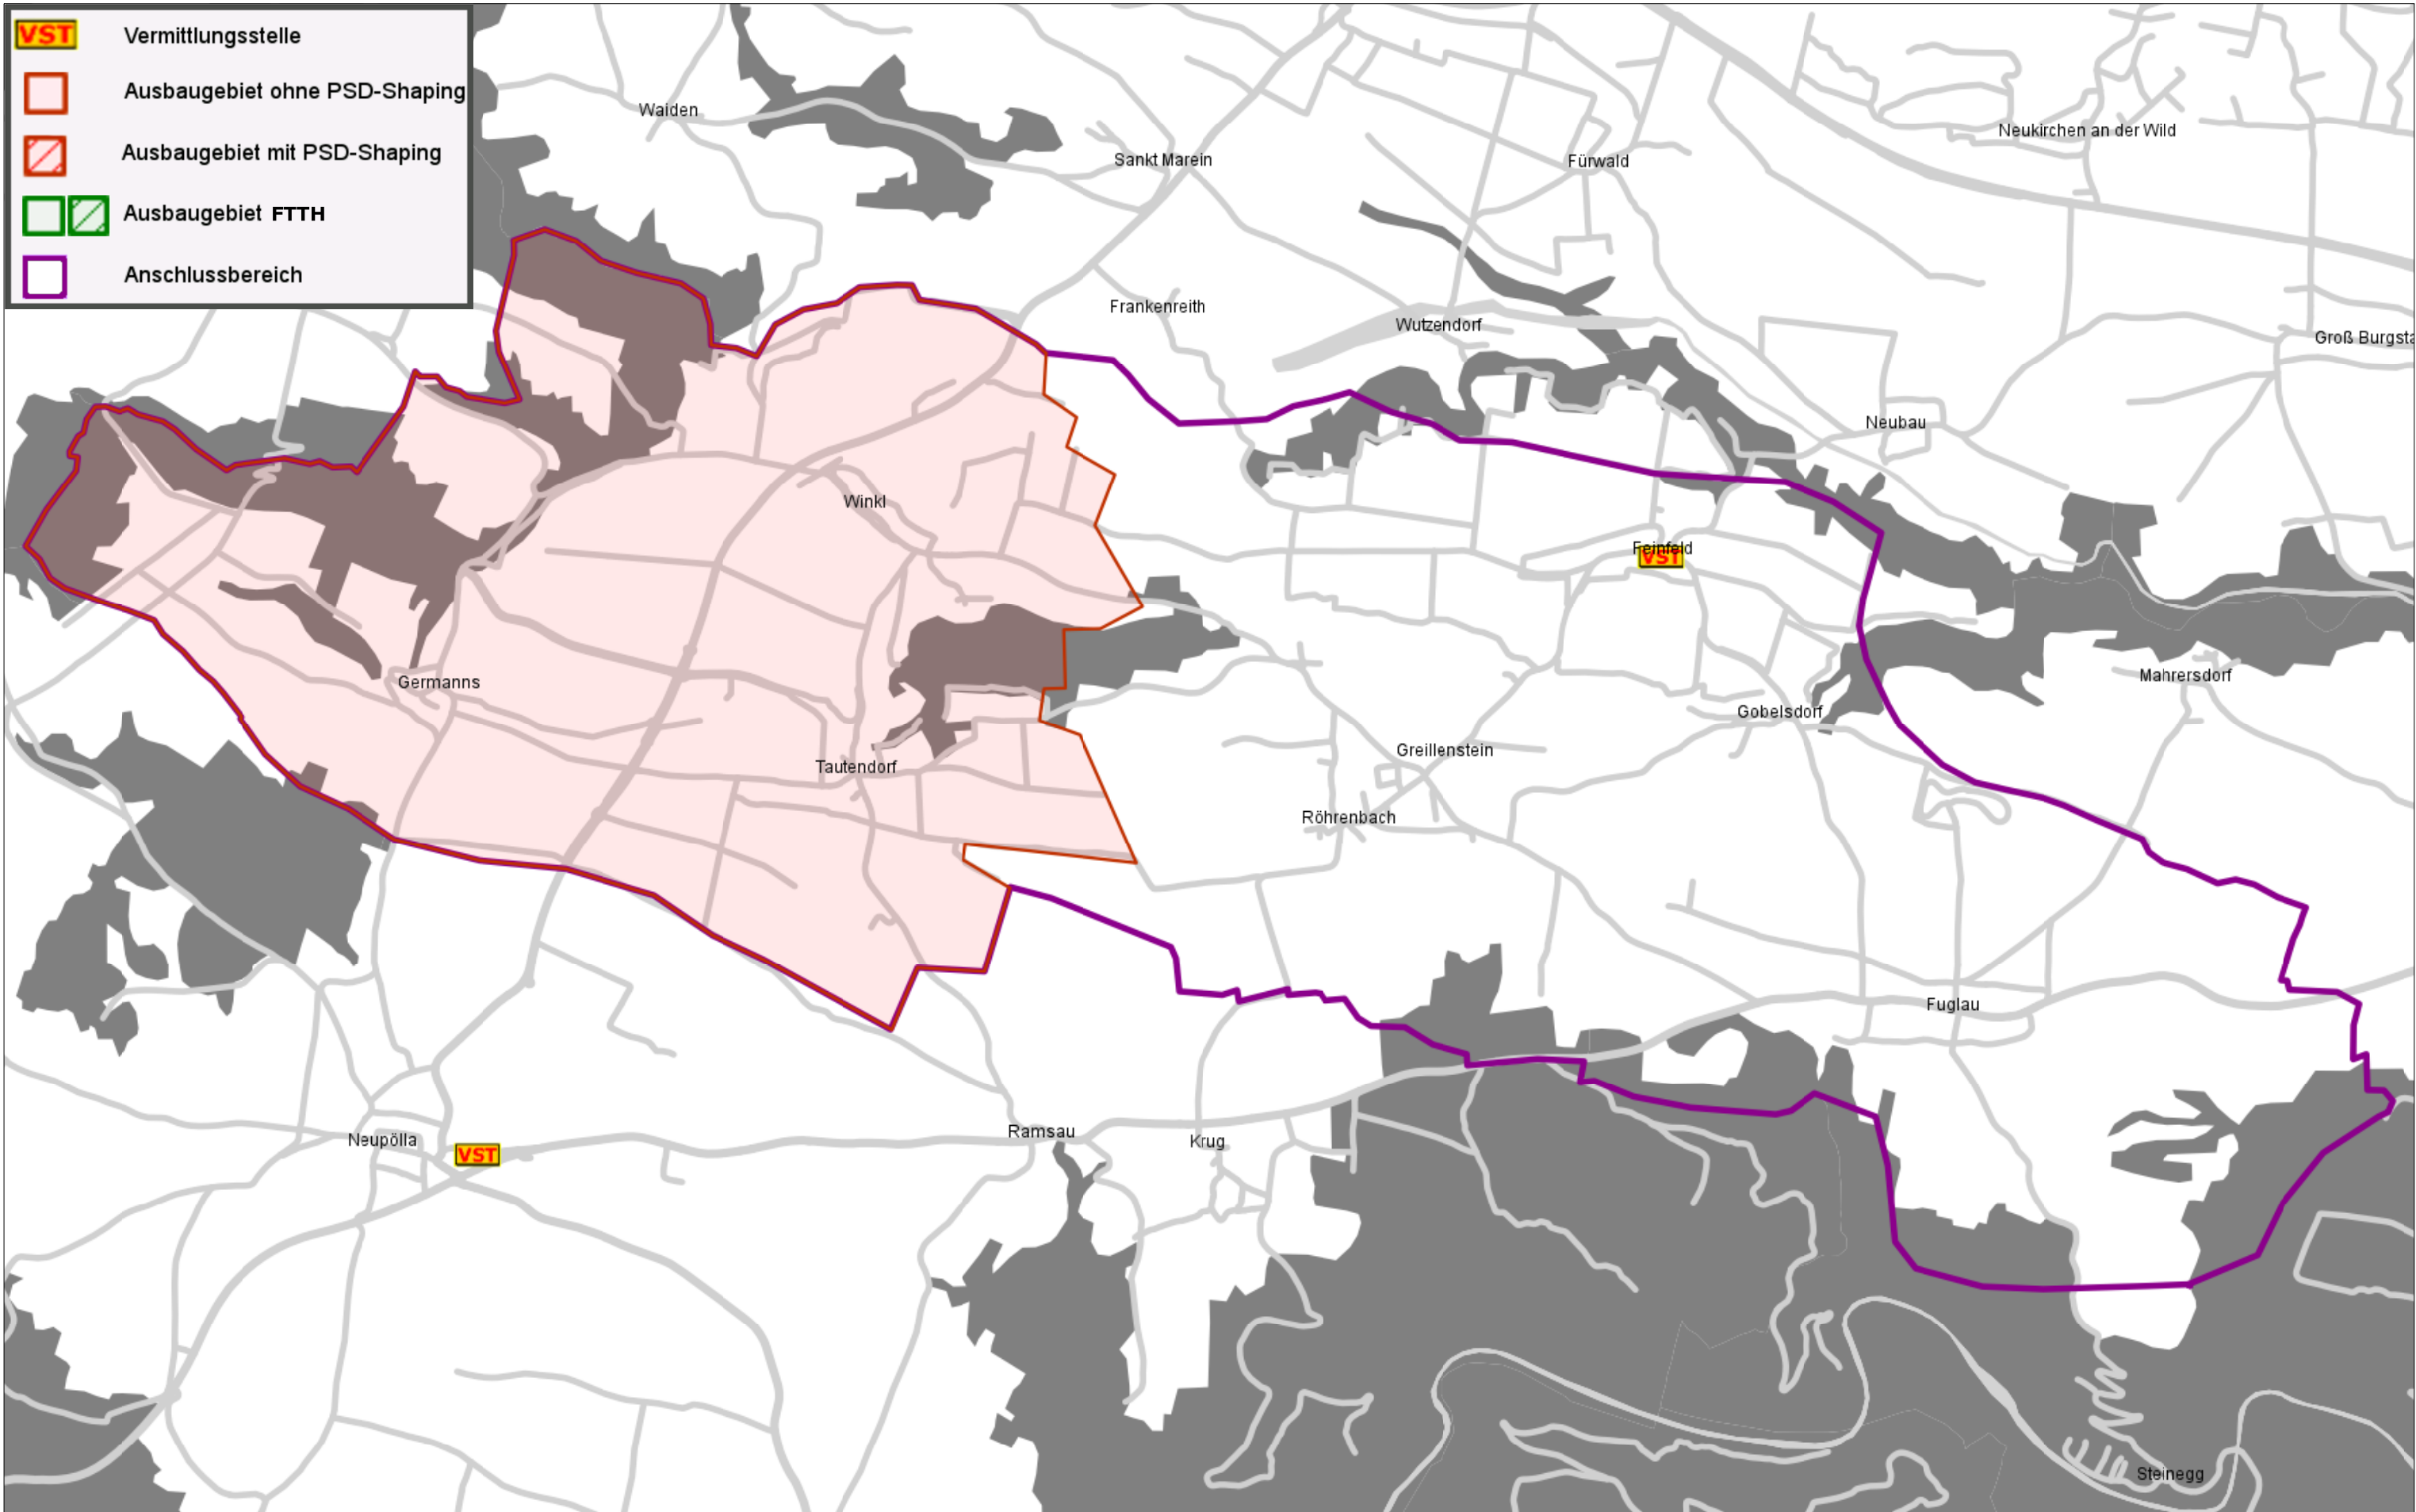 VST Vermittlungsstelle
Ausbaugebiet ohne PSD-Shaping
Ausbaugebiet mit PSD-Shaping
Ausbaugebiet FTTH
Anschlussbereich
Waiden
Sankt Marein
Fürwald
Neukirchen an der Wild
Frankenreith
Wutzendorf
Groß Burgsta
Neubau
Winkl
Feinfeld
VST
Germanns
Mahrersdorf
Gobelsdorf
Greillenstein
Tautendorf
Röhrenbach
Fuglau
Ramsau
Neupölla
Krug
VST
Steinegg